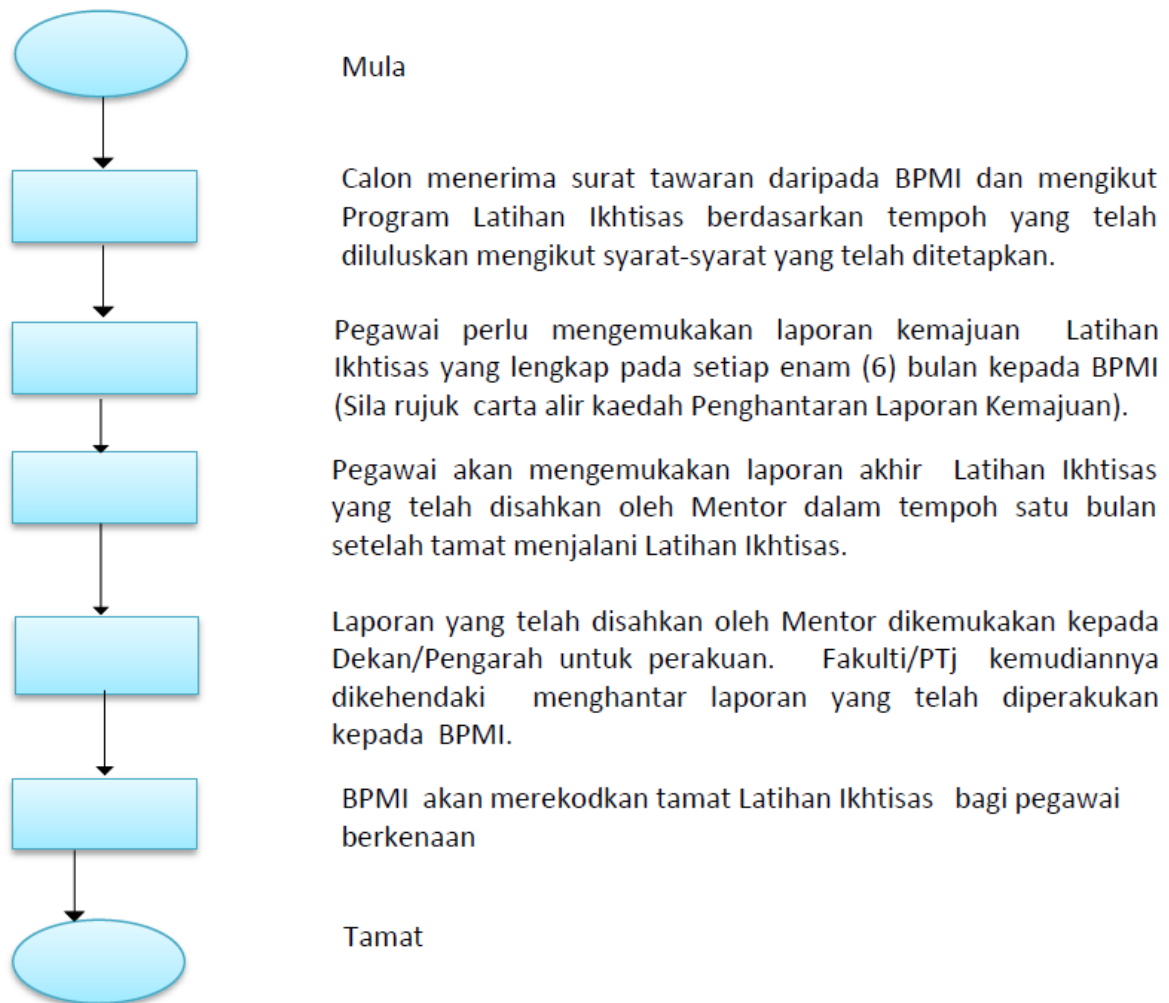 Mula
Calon menerima surat tawaran daripada BPMI dan mengikut
Program Latihan Ikhtisas berdasarkan tempoh yang telah
diluluskan mengikut syarat-syarat yang telah ditetapkan.
Pegawai perlu mengemukakan laporan kemajuan Latihan
Ikhtisas yang lengkap pada setiap enam (6) bulan kepada BPMI
(Sila rujuk carta alir kaedah Penghantaran Laporan Kemajuan).
Pegawai akan mengemukakan laporan akhir Latihan Ikhtisas
yang telah disahkan oleh Mentor dalam tempoh satu bulan
setelah tamat menjalani Latihan Ikhtisas.
Laporan yang telah disahkan oleh Mentor dikemukakan kepada
Dekan/Pengarah untuk perakuan. Fakulti/PTj kemudiannya
dikehendaki menghantar laporan yang telah diperakukan
kepada BPMI.
BPMI akan merekodkan tamat Latihan Ikhtisas bagi pegawai
berkenaan
Tamat